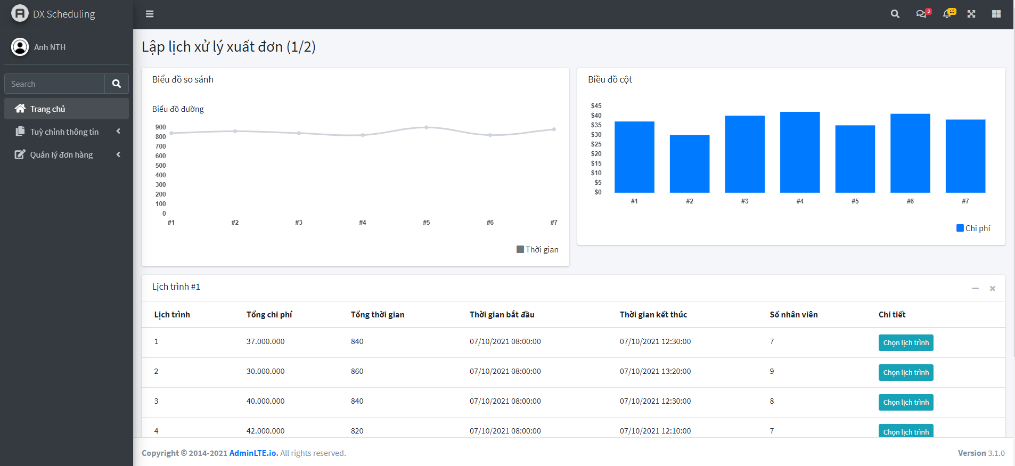 DX Scheduling
3
Anh NTH
Search
Trang chủ
Tuỳ chỉnh thông tin
Quản lý đơn hàng
Lập lịch xử lý xuất đơn (1/2)
Biểu đồ so sánh
Biểu đồ đường
900
800
700
600
500
400
300
200
100
0
#1 #2 #3 #4 #5 #6 #7
Thời gian
Biểu đồ cột
$45
$40
$35
$30
$25
$20
$15
$10
$5
$0
#1 #2 #3 #4 #5 #6 #7
Chi phí
Lịch trình #1
Lịch trình Tổng chi phí Tổng thời gian Thời gian bắt đầu Thời gian kết thúc Số nhân viên Chi tiết
1 37.000.000 840 07/10/2021 08:00:00 07/10/2021 12:30:00 7 Chọn lịch trình
2 30.000.000 860 07/10/2021 08:00:00 07/10/2021 13:20:00 9 Chọn lịch trình
3 40.000.000 840 07/10/2021 08:00:00 07/10/2021 12:30:00 8 Chọn lịch trình
4 42.000.000 820 07/10/2021 08:00:00 07/10/2021 12:10:00 7 Chọn lịch trình
Copyright © 2014-2021 AdminLTE.io. All rights reserved.
Version 3.1.0